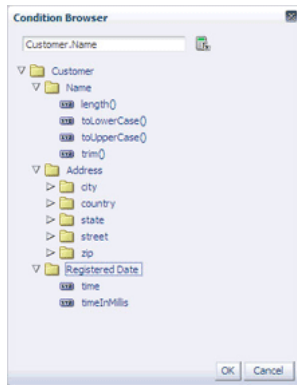 Condition Browser
Customer.Name
Customer
Name
length()
toLowerCase()
toUpperCase()
trim()
Address
city
country
state
street
zip
Registered Date
time
timeInMillis
OK Cancel